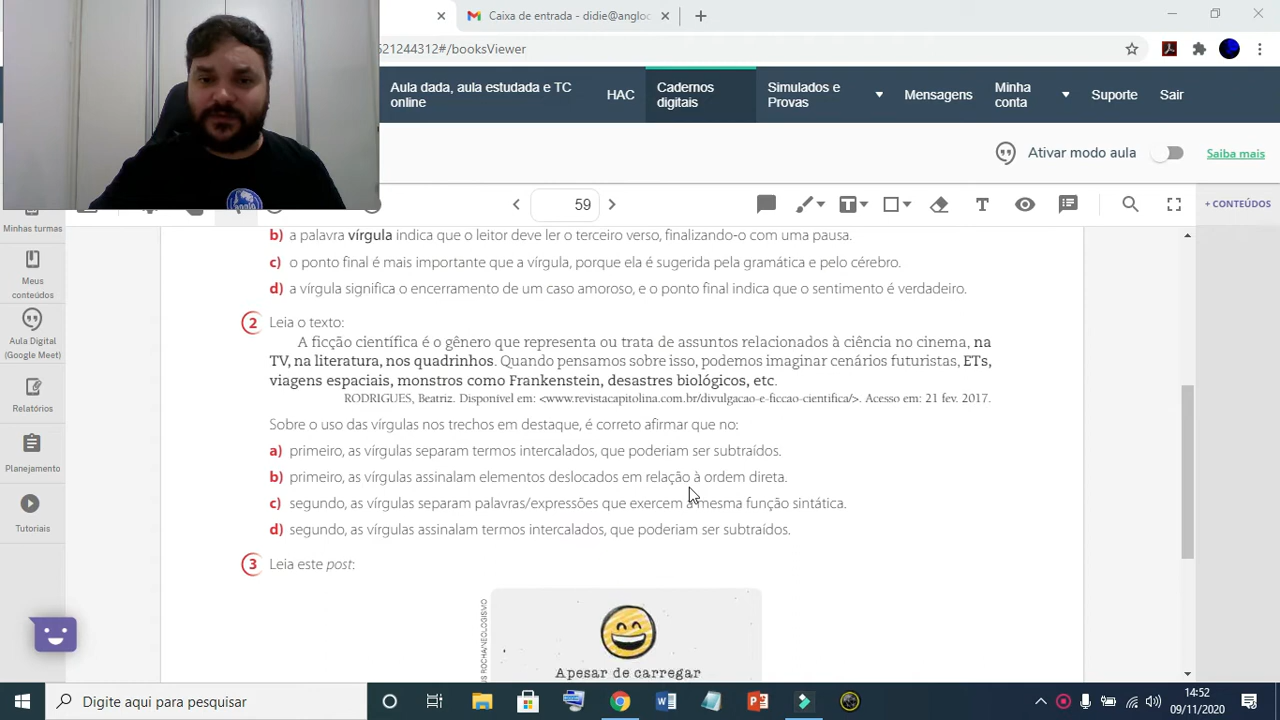 Caixa de entrada - didie@angloc
521244312#/booksViewer
Aula dada, aula estudada e TC online
HAC
Cadernos digitais
Simulados e Provas
Mensagens
Minha conta
Suporte
Sair
Ativar modo aula
Saiba mais
59
+ CONTEÚDOS
Minhas turmas
Meus conteúdos
Aula Digital (Google Meet)
Relatórios
Planejamento
Tutoriais
b) a palavra vírgula indica que o leitor deve ler o terceiro verso, finalizando-o com uma pausa.
c) o ponto final é mais importante que a vírgula, porque ela é sugerida pela gramática e pelo cérebro.
d) a vírgula significa o encerramento de um caso amoroso, e o ponto final indica que o sentimento é verdadeiro.
2 Leia o texto:
A ficção científica é o gênero que representa ou trata de assuntos relacionados à ciência no cinema, na
TV, na literatura, nos quadrinhos. Quando pensamos sobre isso, podemos imaginar cenários futuristas, ETs,
viagens espaciais, monstros como Frankenstein, desastres biológicos, etc.
RODRIGUES, Beatriz. Disponível em: <www.revistacapitolina.com.br/divulgacao-e-ficcao-cientifica/>. Acesso em: 21 fev. 2017.
Sobre o uso das vírgulas nos trechos em destaque, é correto afirmar que no:
a) primeiro, as vírgulas separam termos intercalados, que poderiam ser subtraídos.
b) primeiro, as vírgulas assinalam elementos deslocados em relação à ordem direta.
c) segundo, as vírgulas separam palavras/expressões que exercem a mesma função sintática.
d) segundo, as vírgulas assinalam termos intercalados, que poderiam ser subtraídos.
3 Leia este post:
ROCHA/NEOLOGISMO
Apesar de carregar
Digite aqui para pesquisar
14:52
09/11/2020